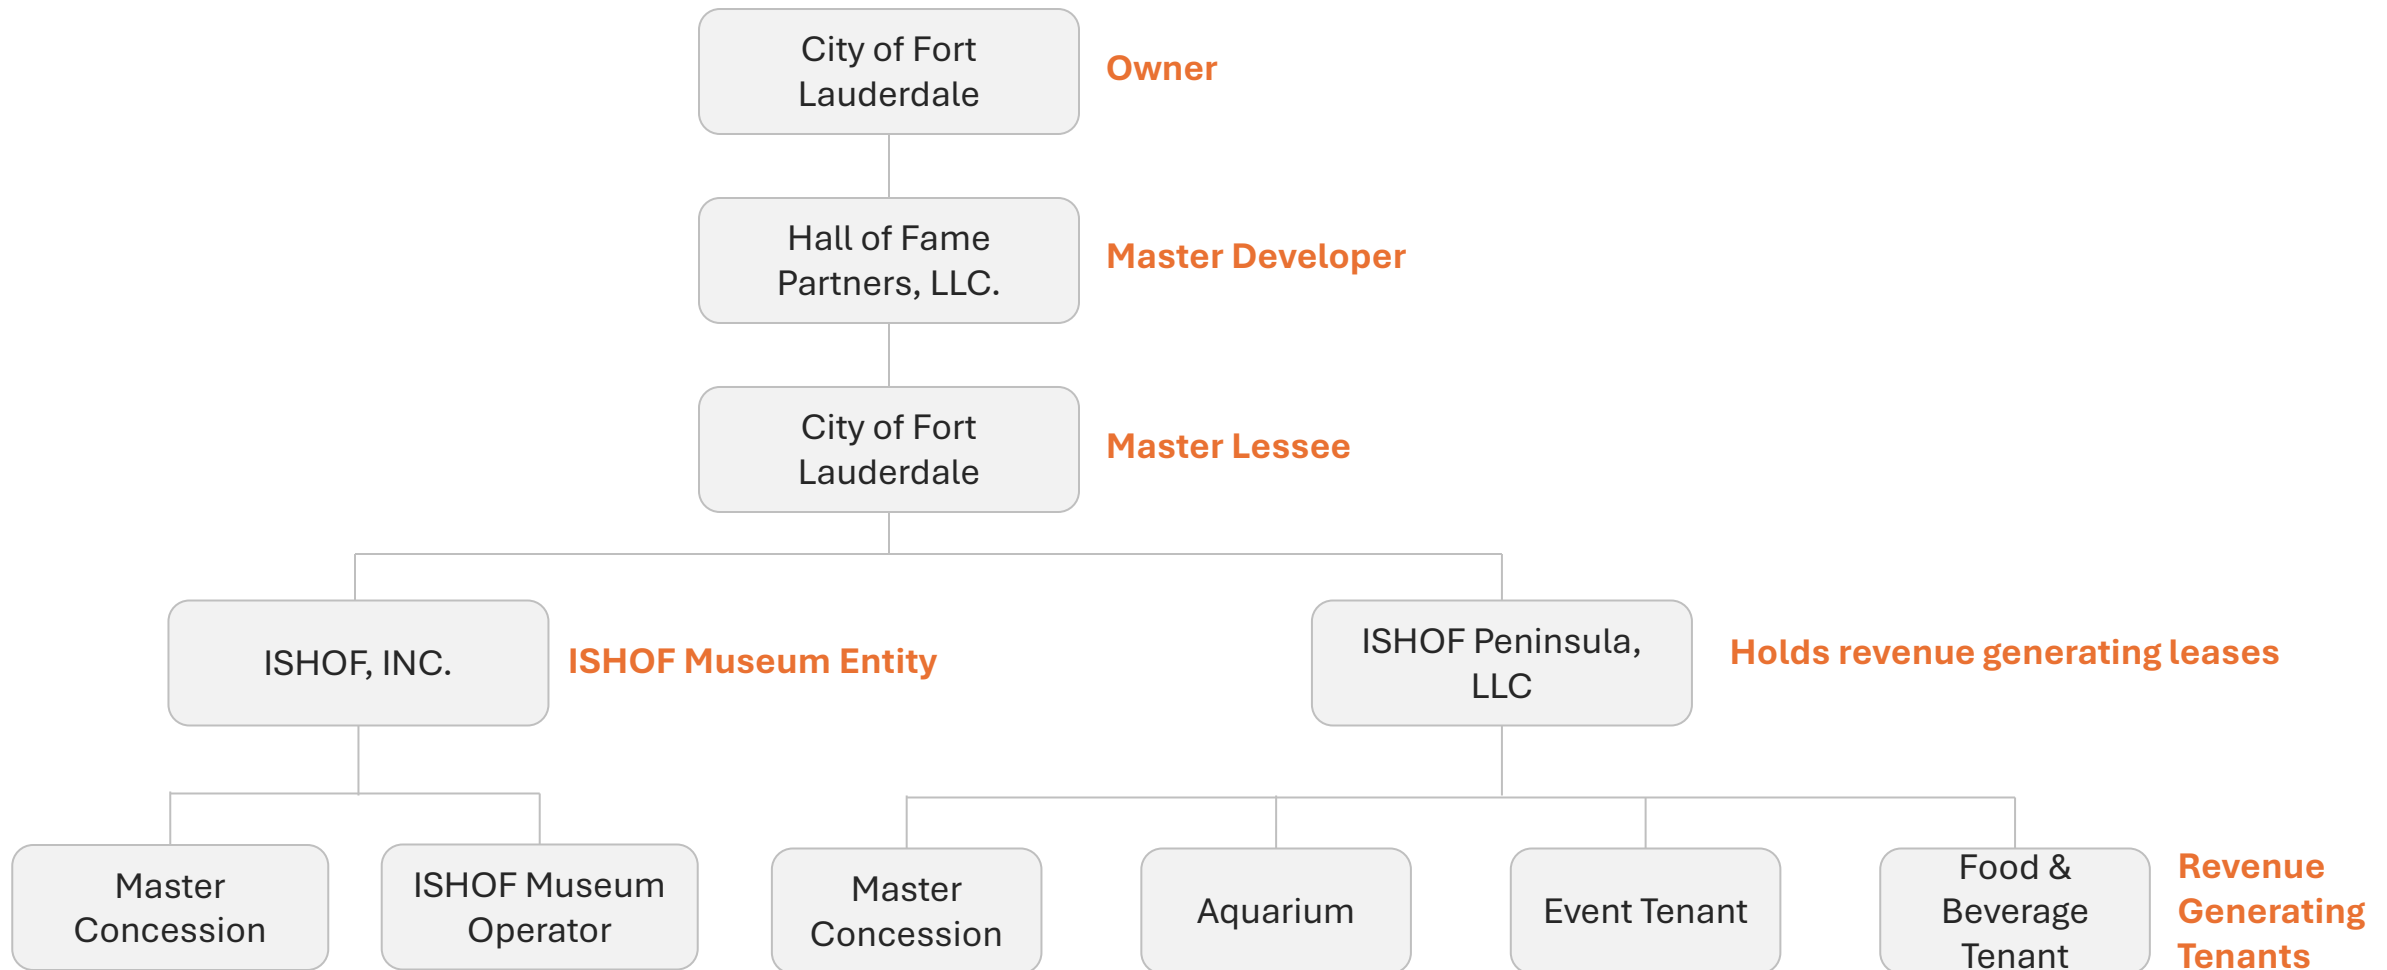 City of Fort
Lauderdale
Owner
Hall of Fame
Partners, LLC.
Master Developer
City of Fort
Lauderdale
Master Lessee
ISHOF, INC.
ISHOF Museum Entity
ISHOF Peninsula,
LLC
Holds revenue generating leases
Master
Concession
ISHOF Museum
Operator
Master
Concession
Aquarium
Event Tenant
Food &
Beverage
Tenant
Revenue
Generating
Tenants